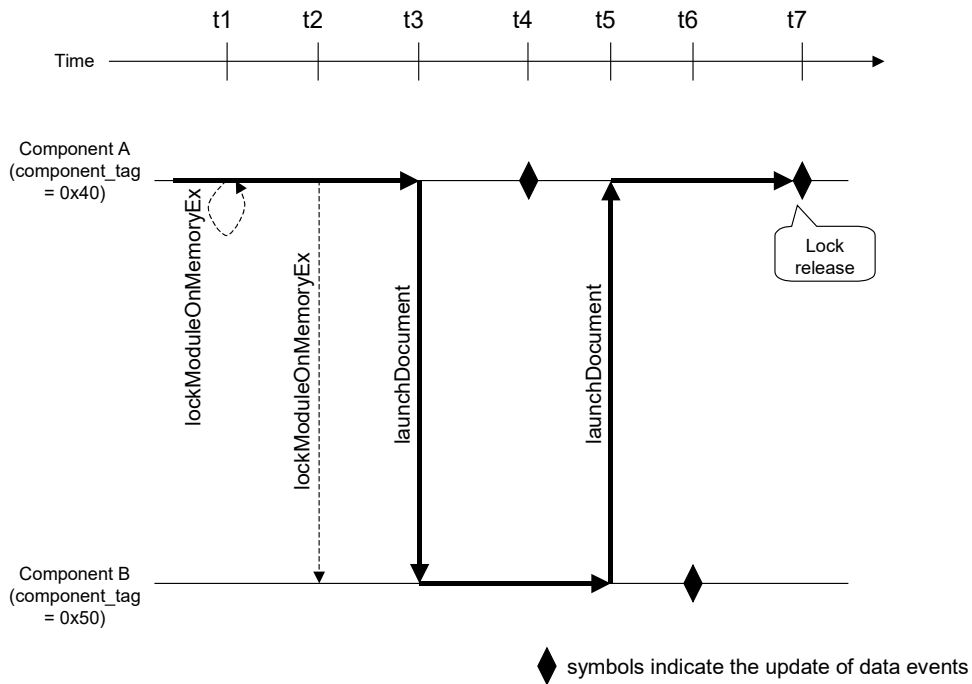 t1 t2 t3 t4 t5 t6 t7
Time
Component A
(component_tag
= 0x40)
lockModuleOnMemoryEx
lockModuleOnMemoryEx
launchDocument
launchDocument
Lock
release
Component B
(component_tag
= 0x50)
symbols indicate the update of data events